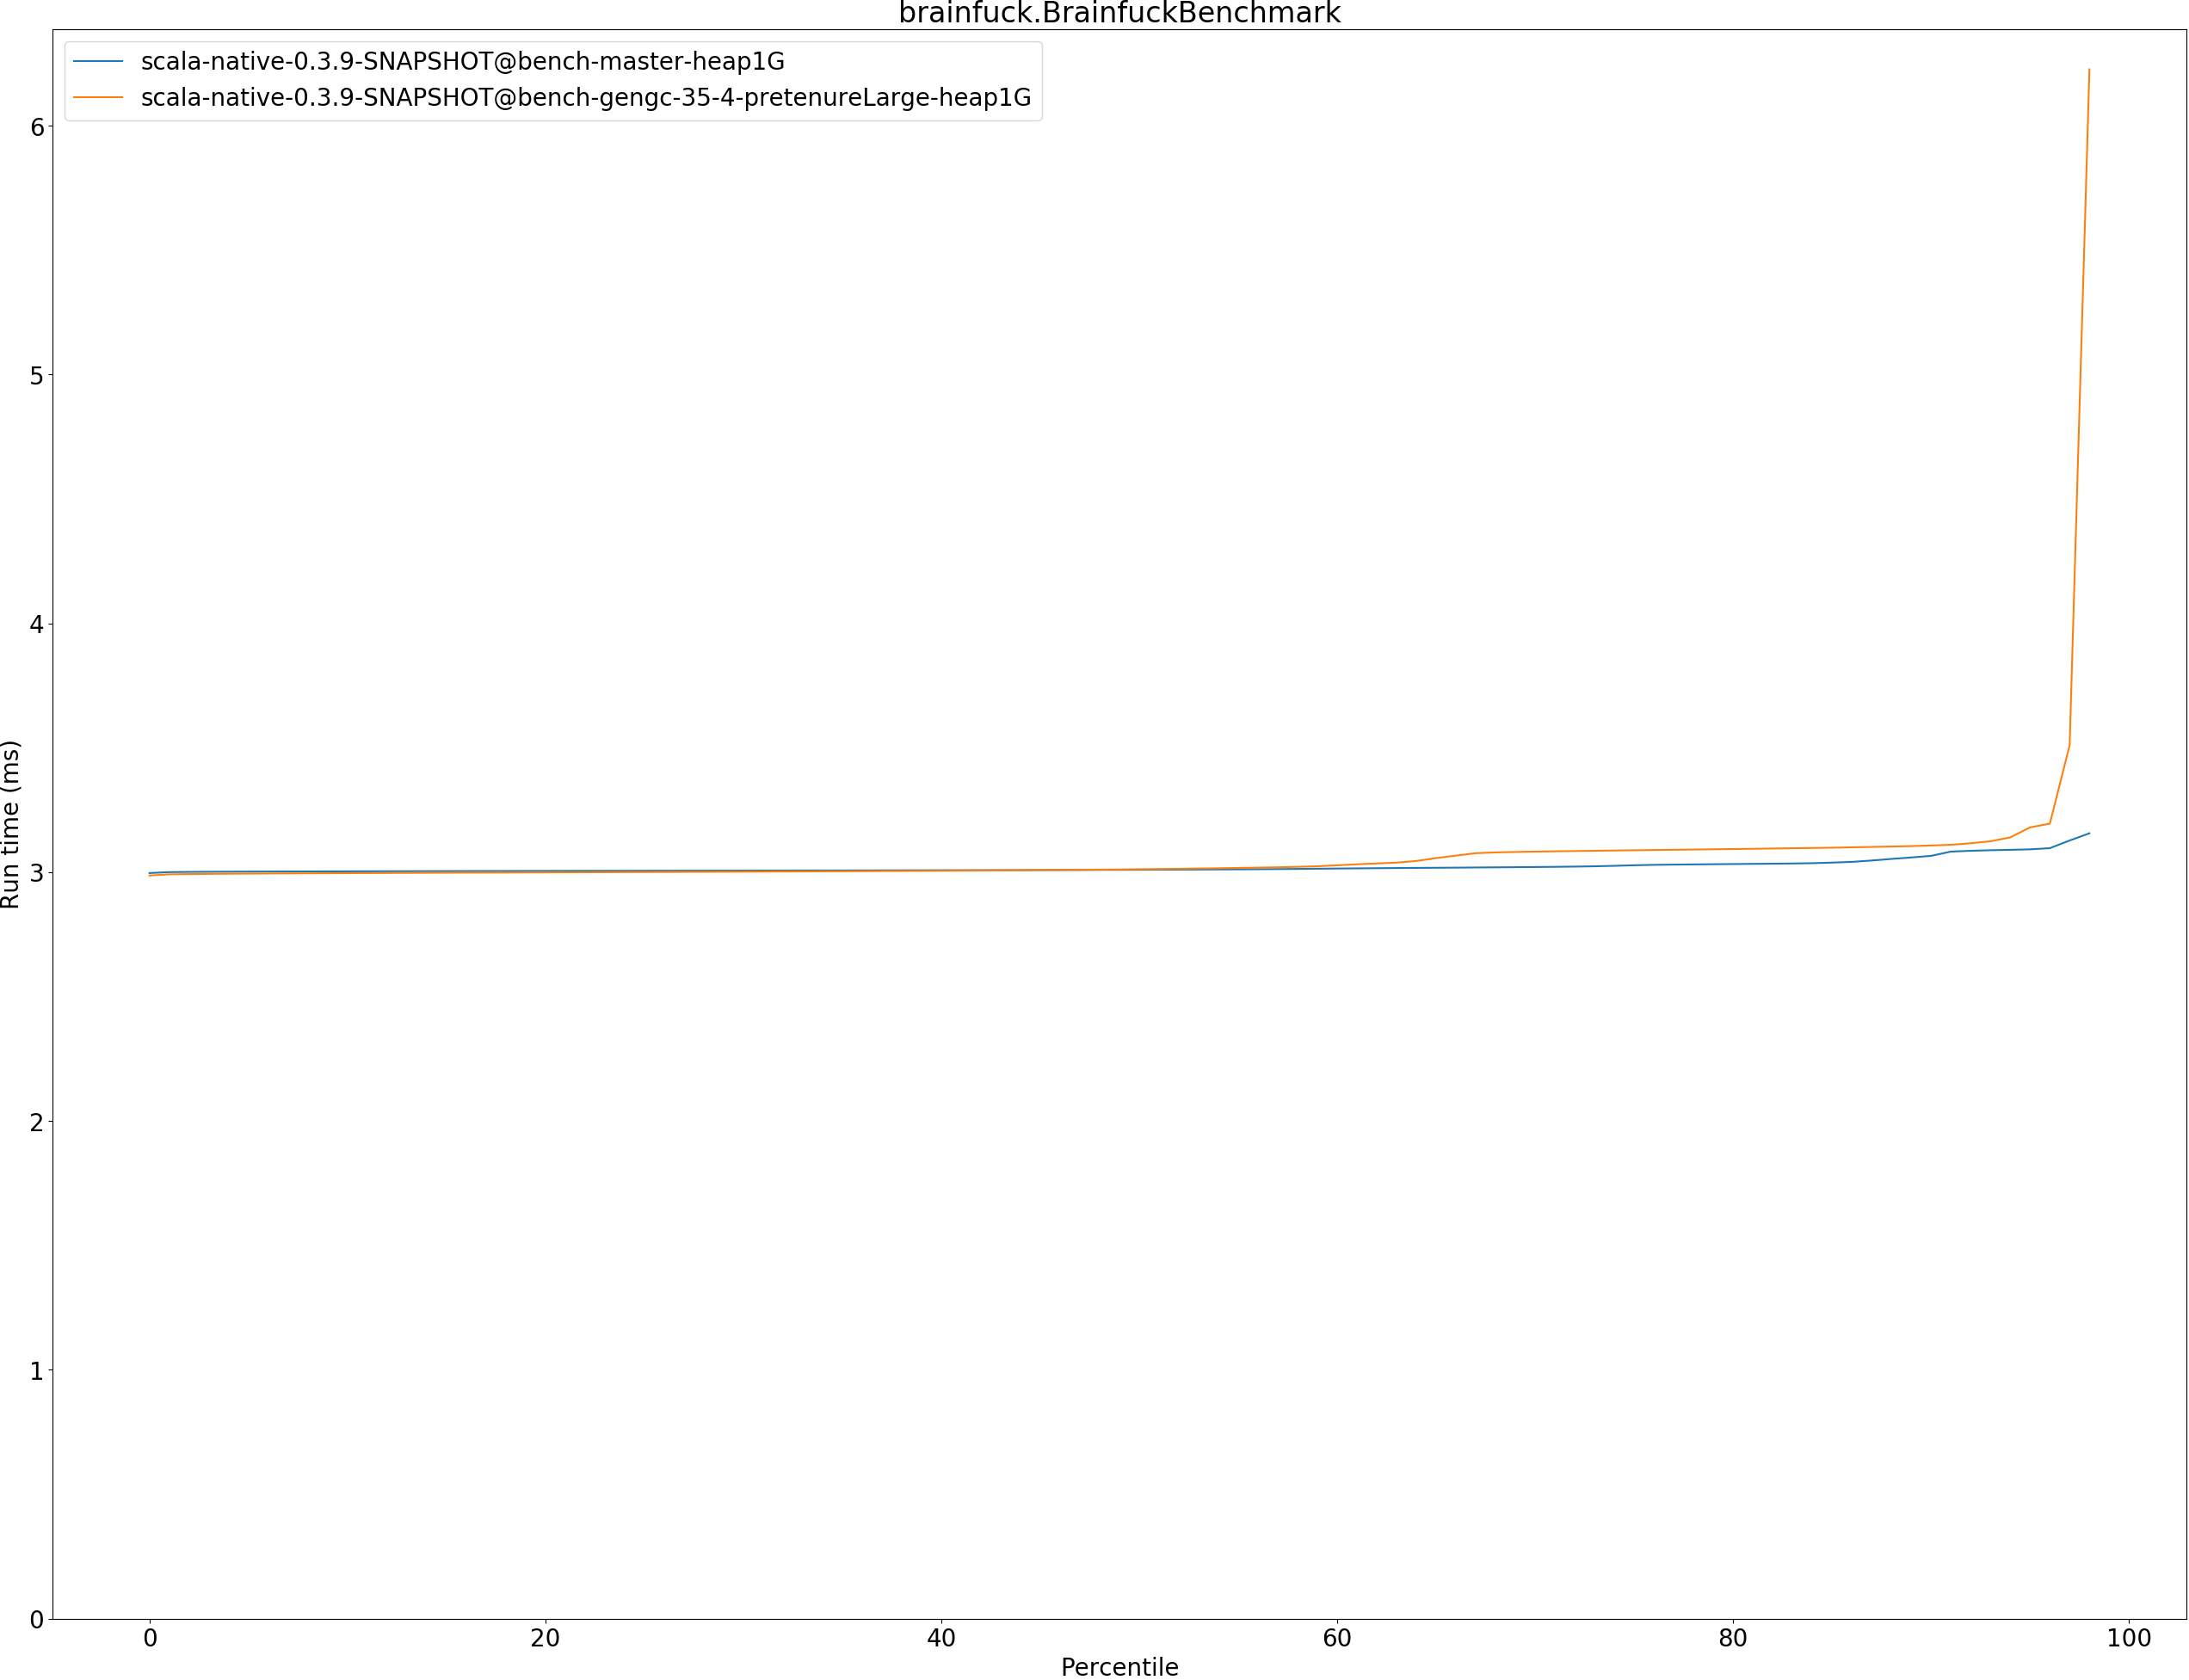 brainfuck.BrainfuckBenchmark
scala-native-0.3.9-SNAPSHOT@bench-master-heap1G
scala-native-0.3.9-SNAPSHOT@bench-gengc-35-4-pretenureLarge-heap1G
Run time (ms)
6
5
4
3
2
1
0
0 20 40 60 80 100
Percentile